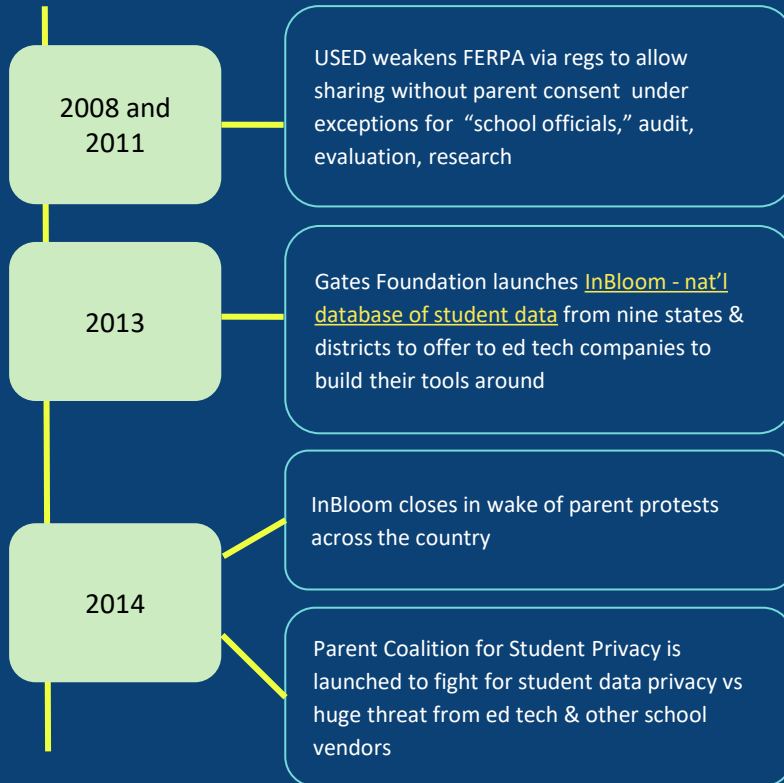 2008 and
2011
USED weakens FERPA via regs to allow
sharing without parent consent under
exceptions for “school officials,” audit,
evaluation, research
2013
Gates Foundation launches InBloom - nat’l
database of student data from nine states &
districts to offer to ed tech companies to
build their tools around
2014
InBloom closes in wake of parent protests
across the country
Parent Coalition for Student Privacy is
launched to fight for student data privacy vs
huge threat from ed tech & other school
vendors